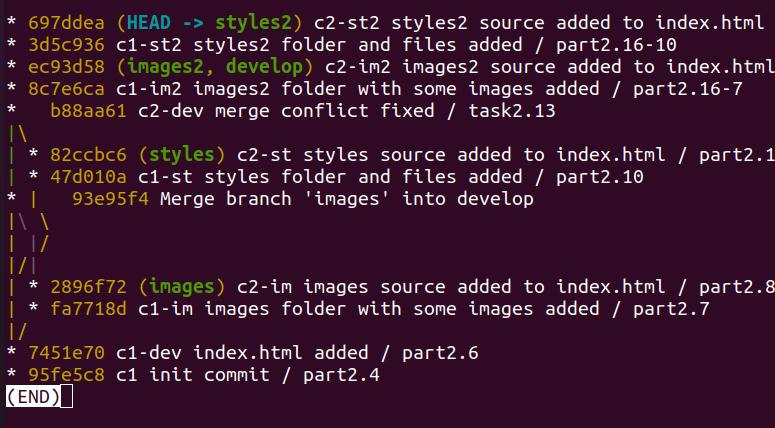 * 697ddea (HEAD -> styles2) c2-st2 styles2 source added to index.html
* 3d5c936 c1-st2 styles2 folder and files added / part2.16-10
* ec93d58 (images2, develop) c2-im2 images2 source added to index.html
* 8c7e6ca c1-im2 images2 folder with some images added / part2.16-7
*   b88aa61 c2-dev merge conflict fixed / task2.13
|\
| * 82ccbc6 (styles) c2-st styles source added to index.html / part2.1
| * 47d010a c1-st styles folder and files added / part2.10
* |   93e95f4 Merge branch 'images' into develop
|\ \
| |/
|/|
| * 2896f72 (images) c2-im images source added to index.html / part2.8
| * fa7718d c1-im images folder with some images added / part2.7
|/
* 7451e70 c1-dev index.html added / part2.6
* 95fe5c8 c1 init commit / part2.4
(END)